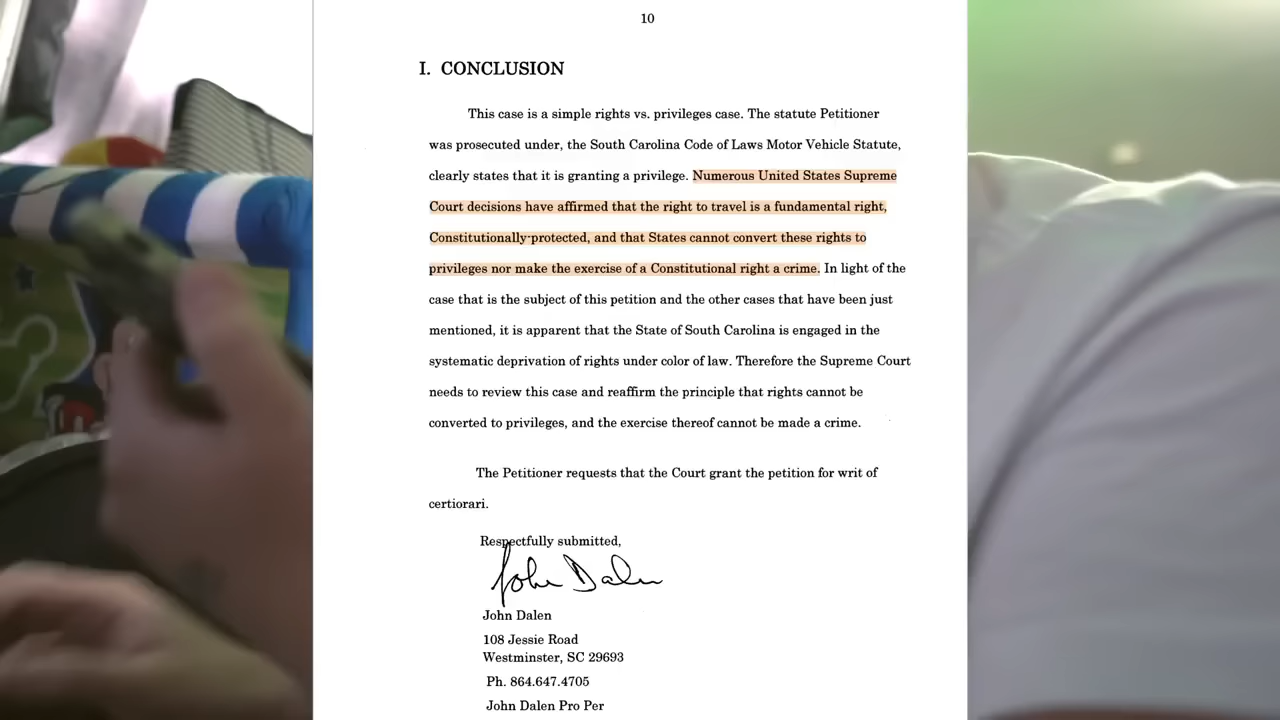 10
I. CONCLUSION
This case is a simple rights vs. privileges case. The statute Petitioner
was prosecuted under, the South Carolina Code of Laws Motor Vehicle Statute,
clearly states that it is granting a privilege. Numerous United States Supreme
Court decisions have affirmed that the right to travel is a fundamental right,
Constitutionally-protected, and that States cannot convert these rights to
privileges nor make the exercise of a Constitutional right a crime. In light of the
case that is the subject of this petition and the other cases that have been just
mentioned, it is apparent that the State of South Carolina is engaged in the
systematic deprivation of rights under color of law. Therefore the Supreme Court
needs to review this case and reaffirm the principle that rights cannot be
converted to privileges, and the exercise thereof cannot be made a crime.
The Petitioner requests that the Court grant the petition for writ of
certiorari.
Respectfully submitted,
John Dalen
John Dalen
108 Jessie Road
Westminster, SC 29693
Ph. 864.647.4705
John Dalen Pro Per